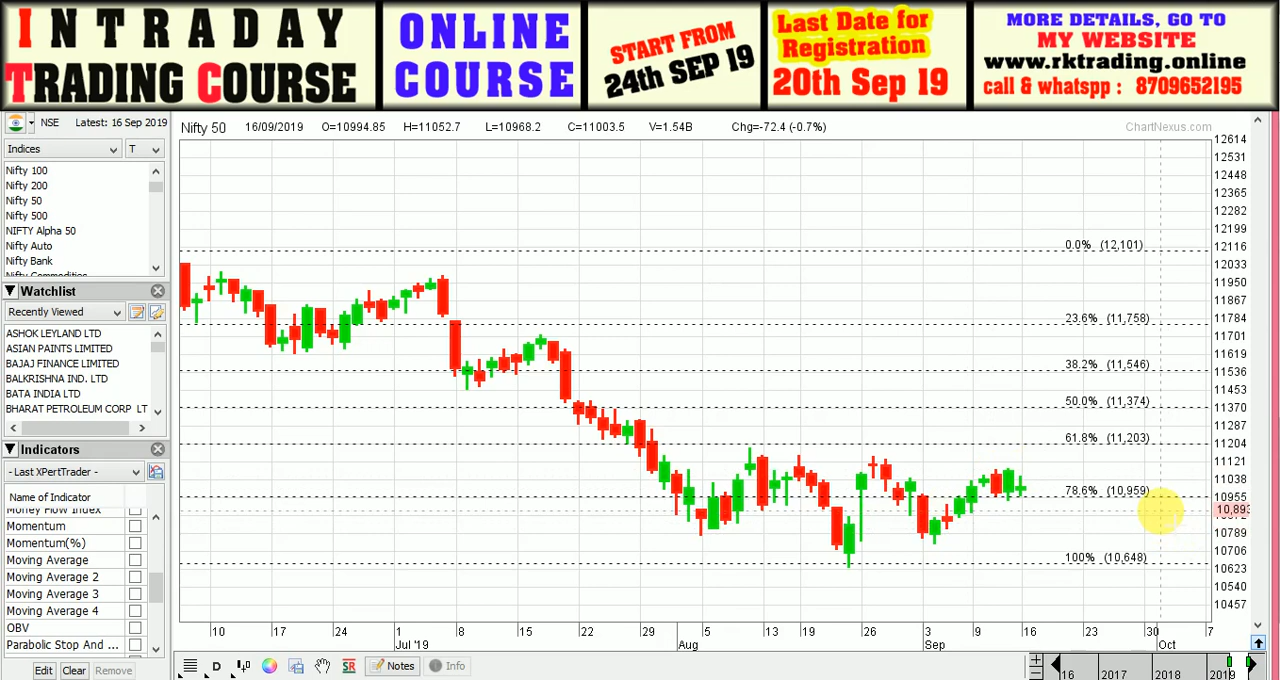 INTRADAY
TRADING COURSE
ONLINE
COURSE
START FROM
24th SEP 19
Last Date for
Registration
20th Sep 19
MORE DETAILS, GO TO
MY WEBSITE
www.rktrading.online
call & whatspp : 8709652195
NSE Latest: 16 Sep 2019
Indices T
Nifty 100
Nifty 200
Nifty 50
Nifty 500
NIFTY Alpha 50
Nifty Auto
Nifty Bank
Nifty Commodities
Watchlist
Recently Viewed
ASHOK LEYLAND LTD
ASIAN PAINTS LIMITED
BAJAJ FINANCE LIMITED
BALKRISHNA IND. LTD
BATA INDIA LTD
BHARAT PETROLEUM CORP LT
Indicators
- Last XPertTrader -
Name of Indicator
Money Flow Index
Momentum
Momentum(%)
Moving Average
Moving Average 2
Moving Average 3
Moving Average 4
OBV
Parabolic Stop And ...
Edit Clear Remove
Nifty 50 16/09/2019 O=10994.85 H=11052.7 L=10968.2 C=11003.5 V=1.54B Chg=-72.4 (-0.7%)
ChartNexus.com
0.0% (12,101)
23.6% (11,758)
38.2% (11,546)
50.0% (11,374)
61.8% (11,203)
78.6% (10,959)
100% (10,648)
12614
12531
12448
12365
12282
12199
12116
12033
11950
11867
11784
11701
11619
11536
11453
11370
11287
11204
11121
11038
10955
10,893
10789
10706
10623
10540
10457
10 17 24 1 8 15 22 29 5 13 19 26 3 9 16 23 30 7
Jul '19 Aug Sep Oct
D SR Notes Info
16 2017 2018 2019